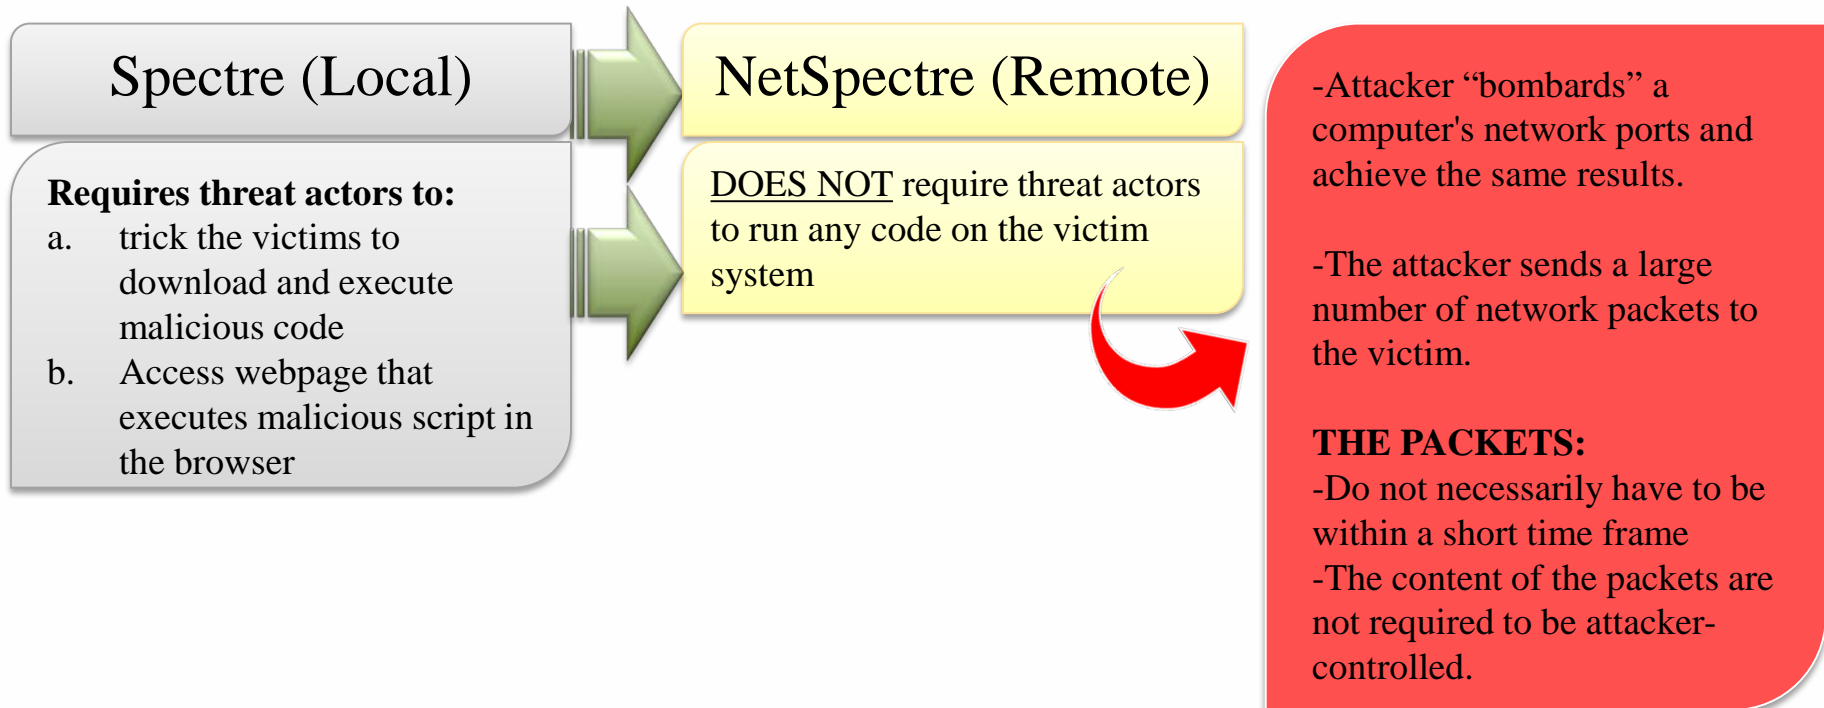 Spectre (Local)
Requires threat actors to:
a. trick the victims to
download and execute
malicious code
b. Access webpage that
executes malicious script in
the browser
NetSpectre (Remote)
DOES NOT require threat actors
to run any code on the victim
system
-Attacker “bombards” a
computer's network ports and
achieve the same results.
-The attacker sends a large
number of network packets to
the victim.
THE PACKETS:
-Do not necessarily have to be
within a short time frame
-The content of the packets are
not required to be attacker-
controlled.